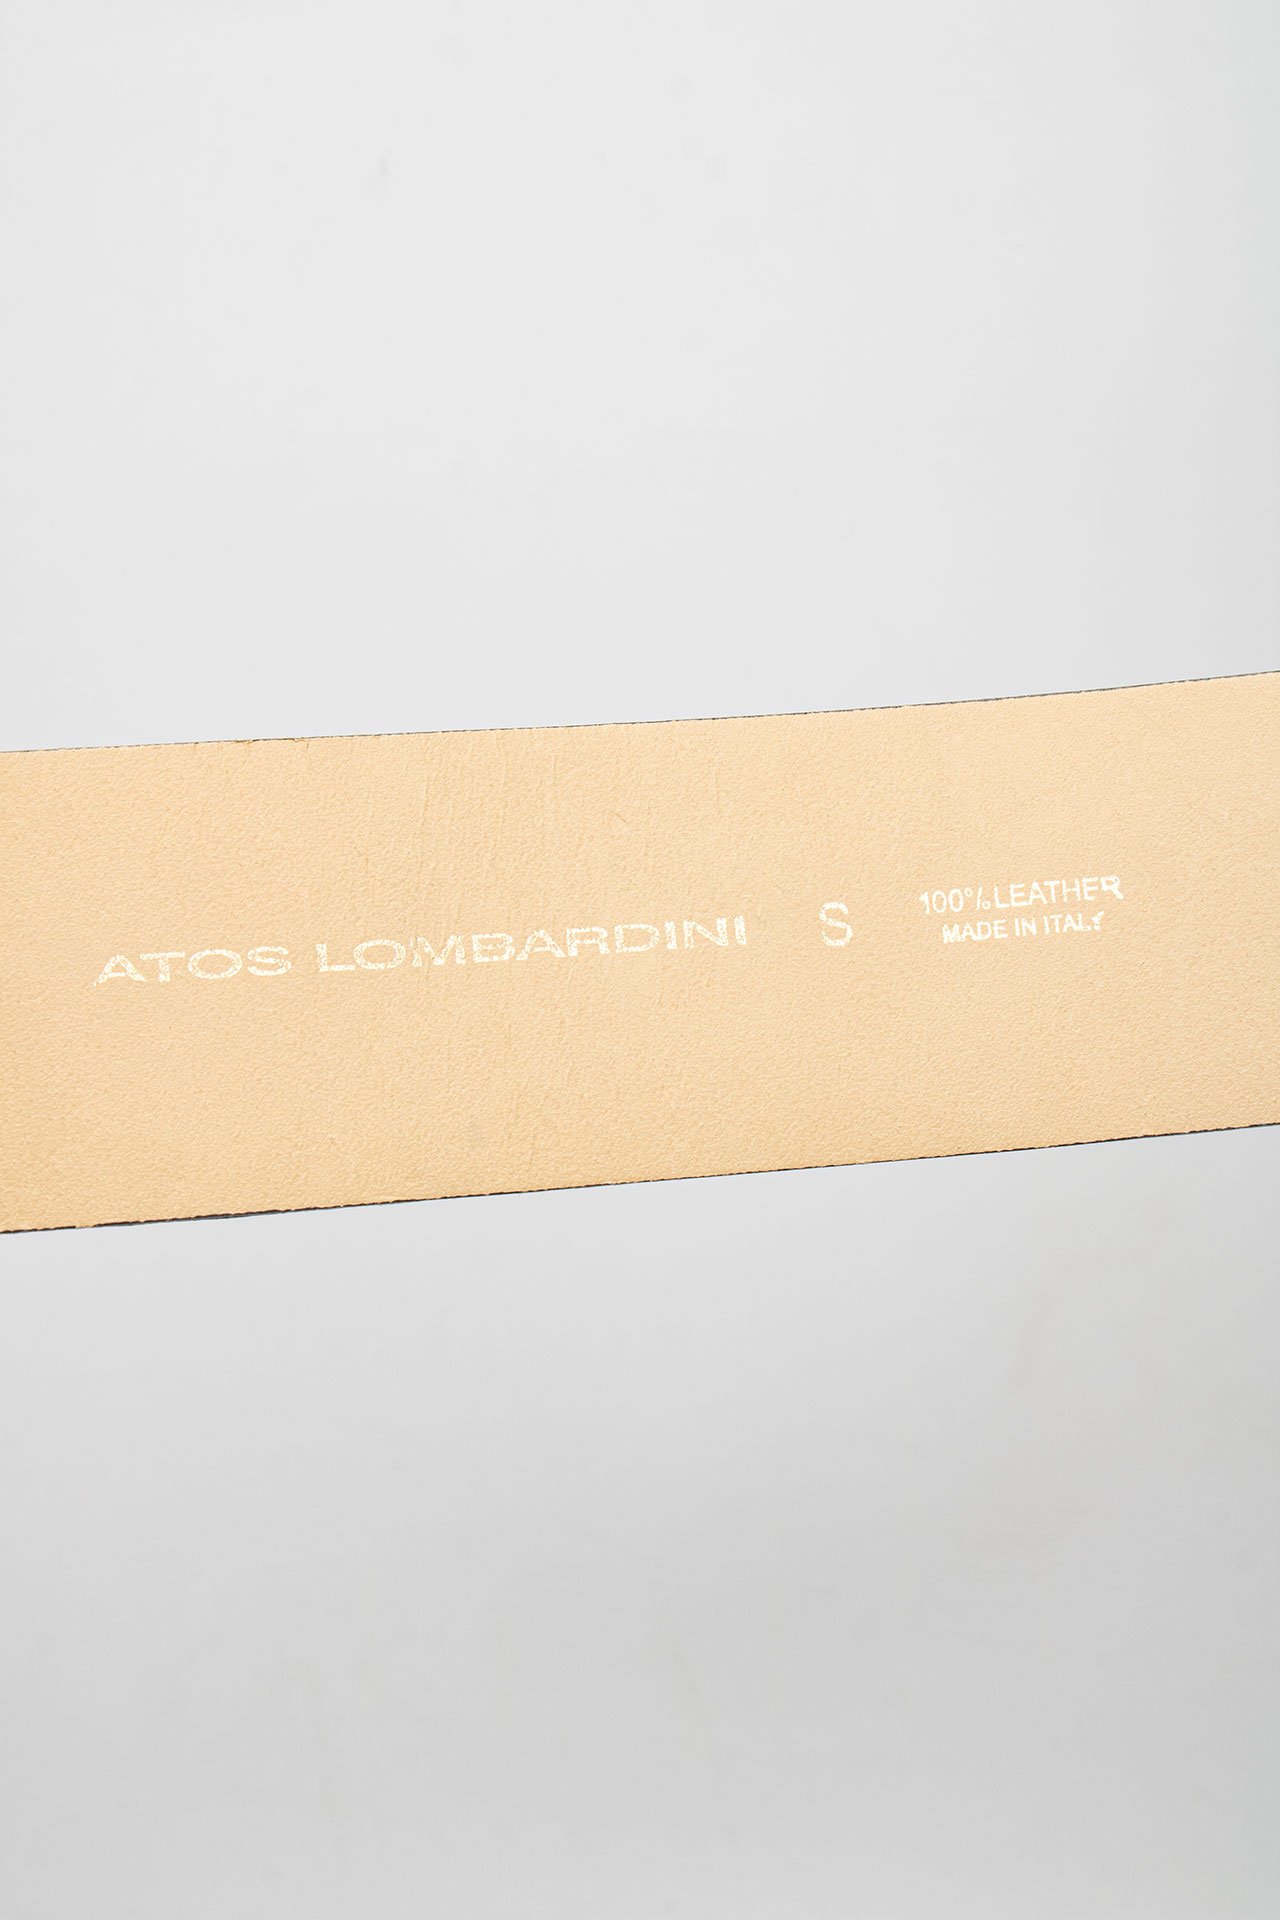 ATOS LOMBARDINI S
100% LEATHER
MADE IN ITALY